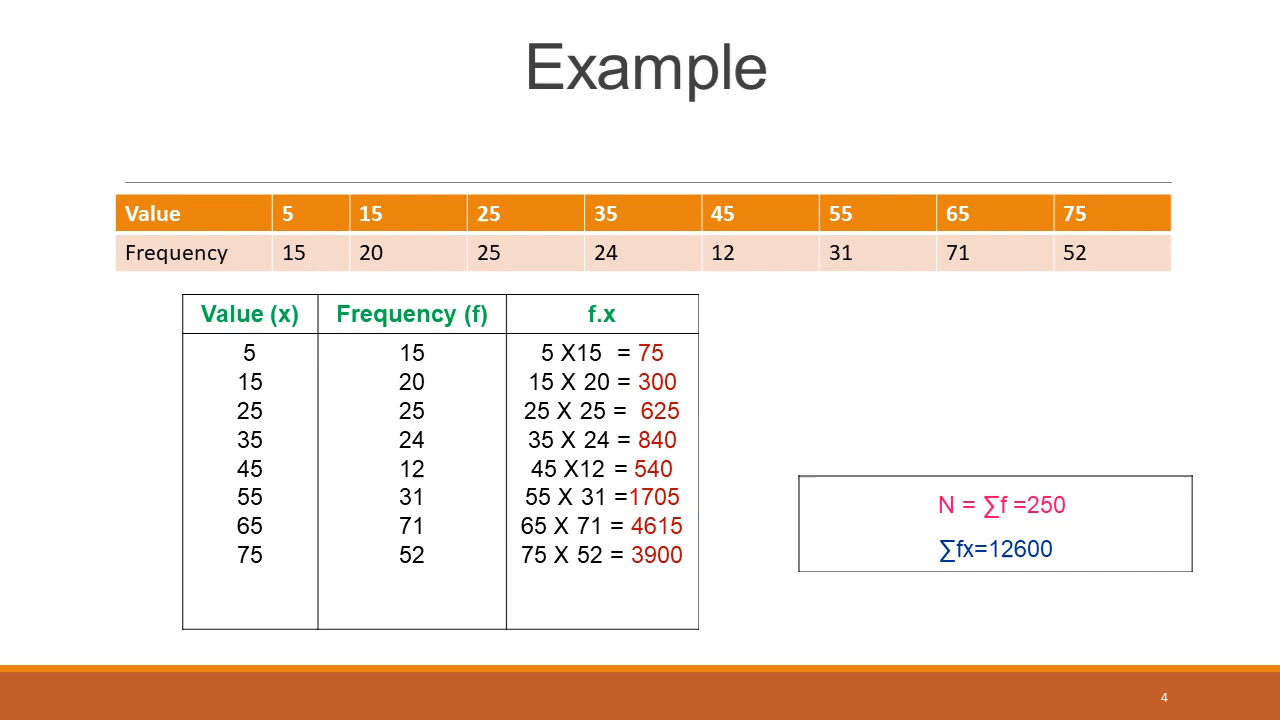 Example
Value 5 15 25 35 45 55 65 75
Frequency 15 20 25 24 12 31 71 52
Value (x) Frequency (f) f.x
5 15 5 X15 = 75
15 20 15 X 20 = 300
25 25 25 X 25 = 625
35 24 35 X 24 = 840
45 12 45 X12 = 540
55 31 55 X 31 =1705
65 71 65 X 71 = 4615
75 52 75 X 52 = 3900
N = ∑f =250
∑fx=12600
4